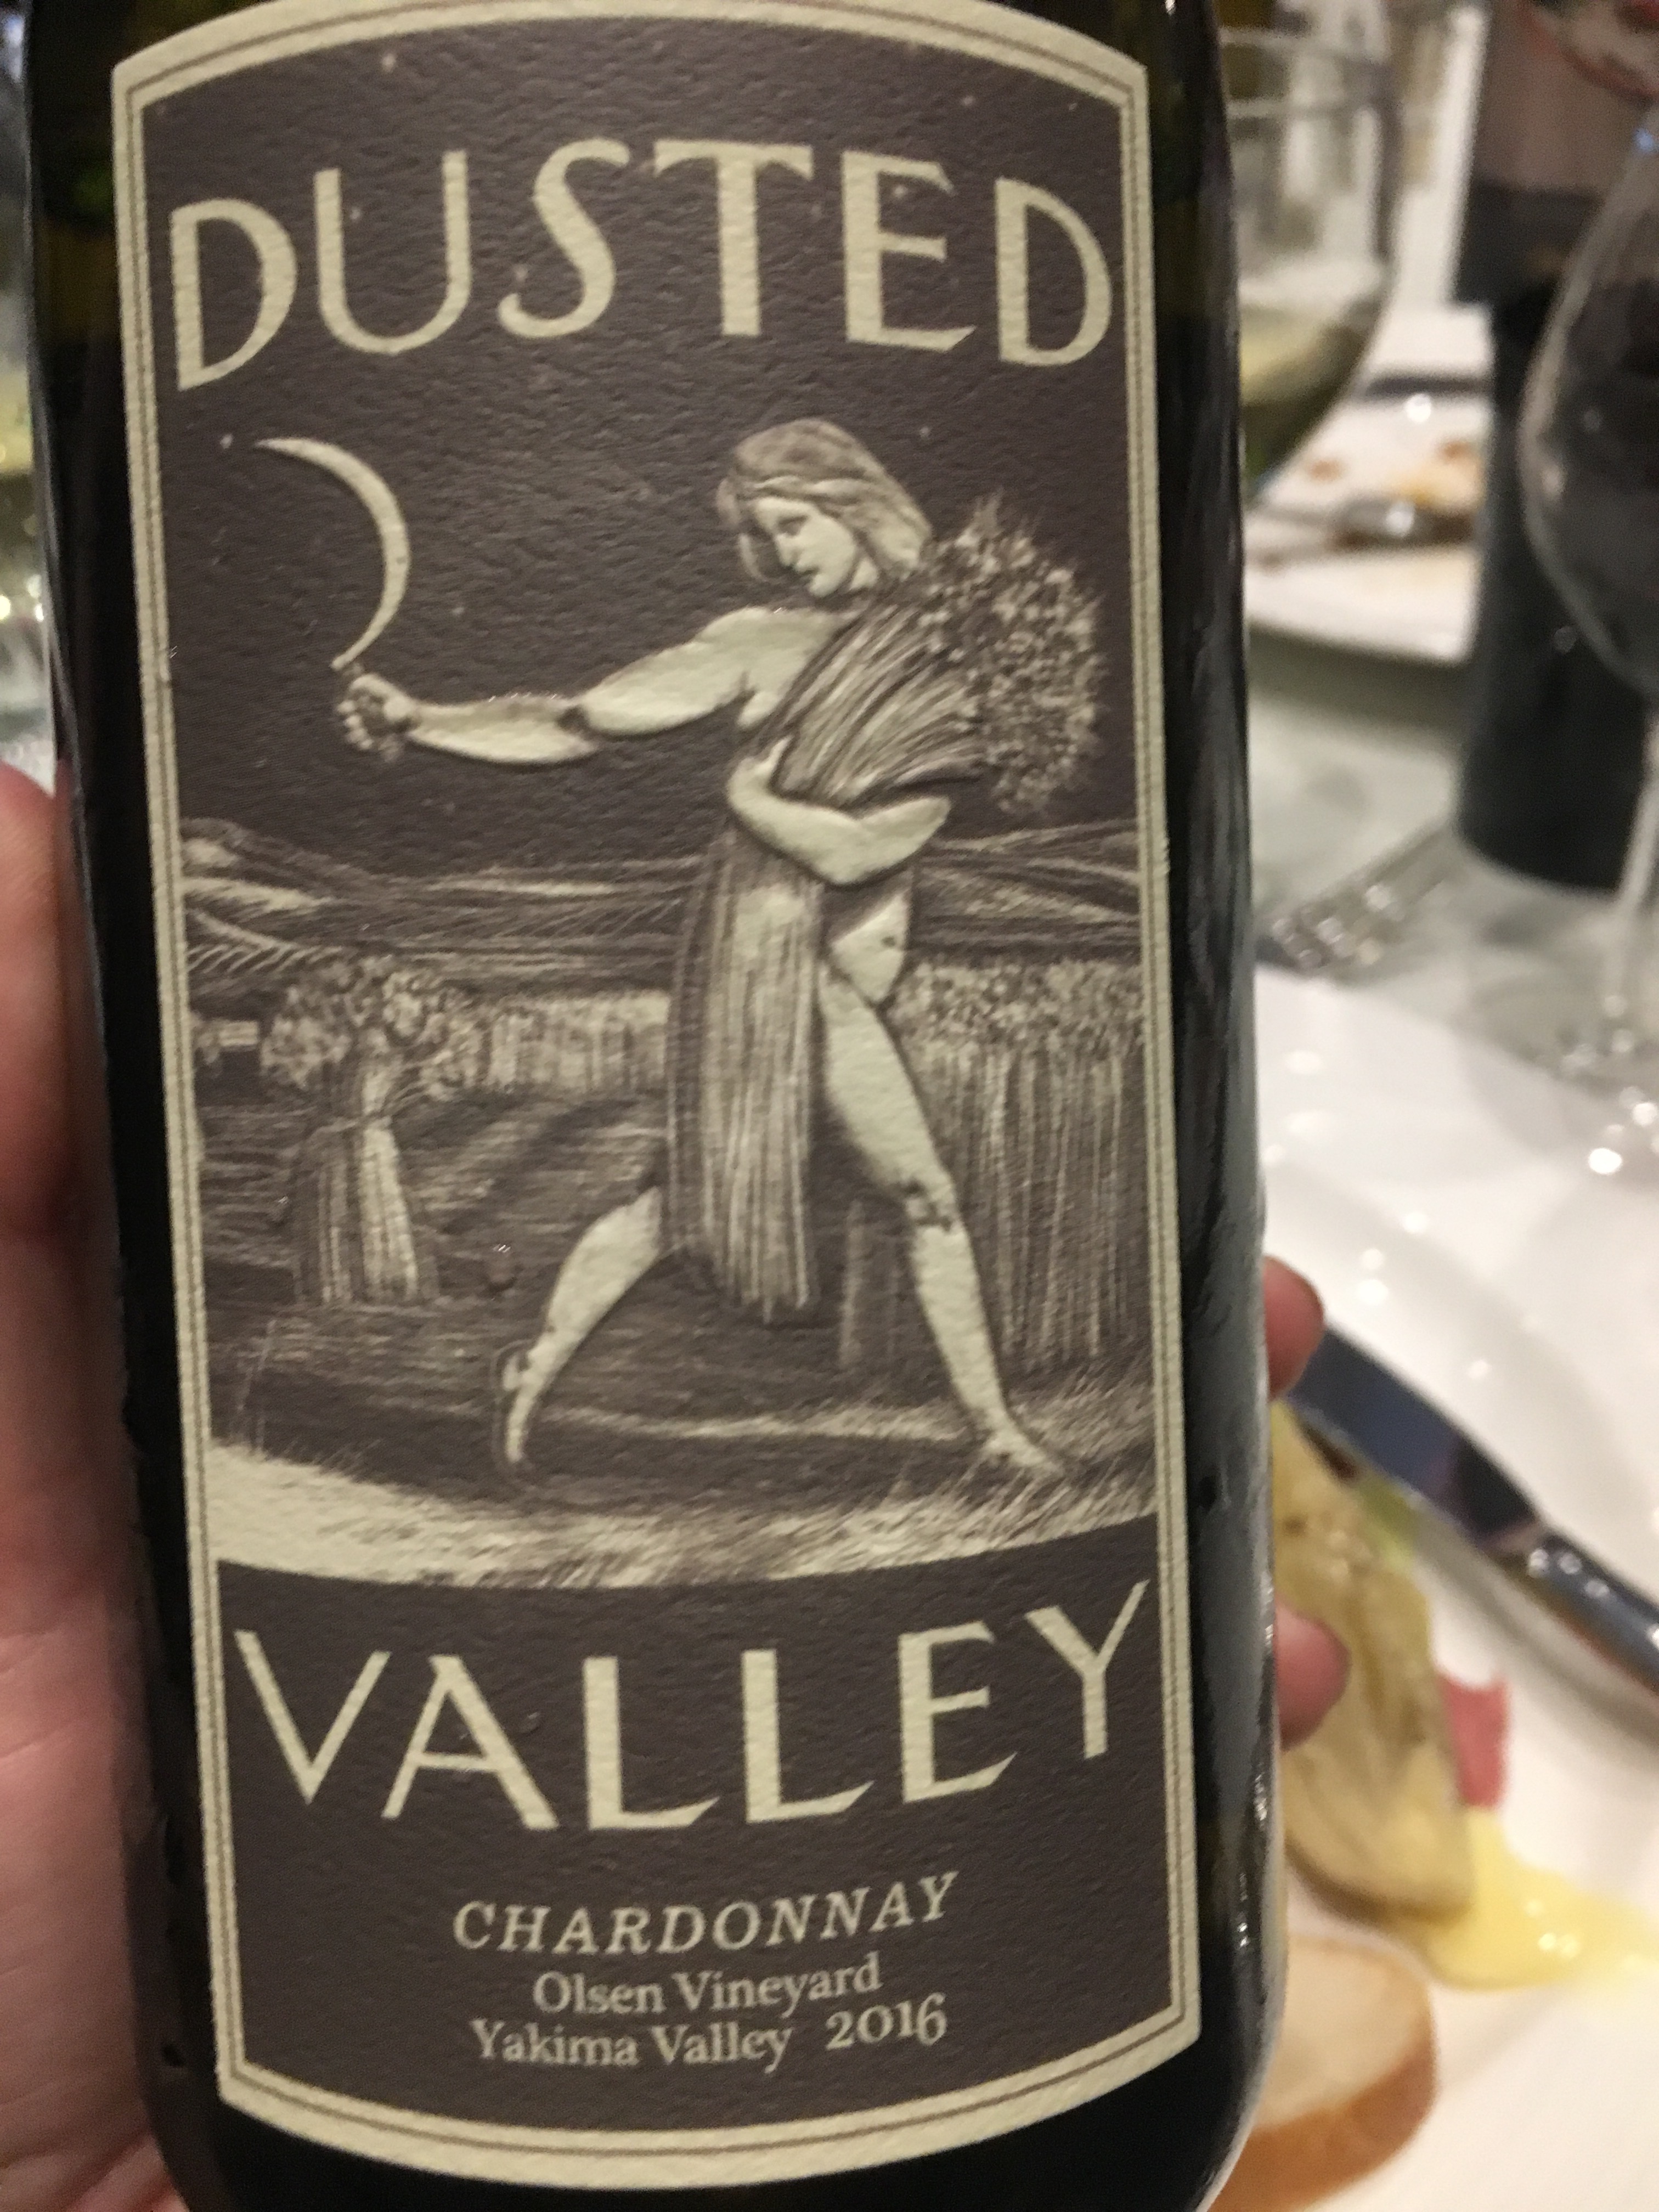 DUSTED
VALLEY
CHARDONNAY
Olsen Vineyard
Yakima Valley 2016